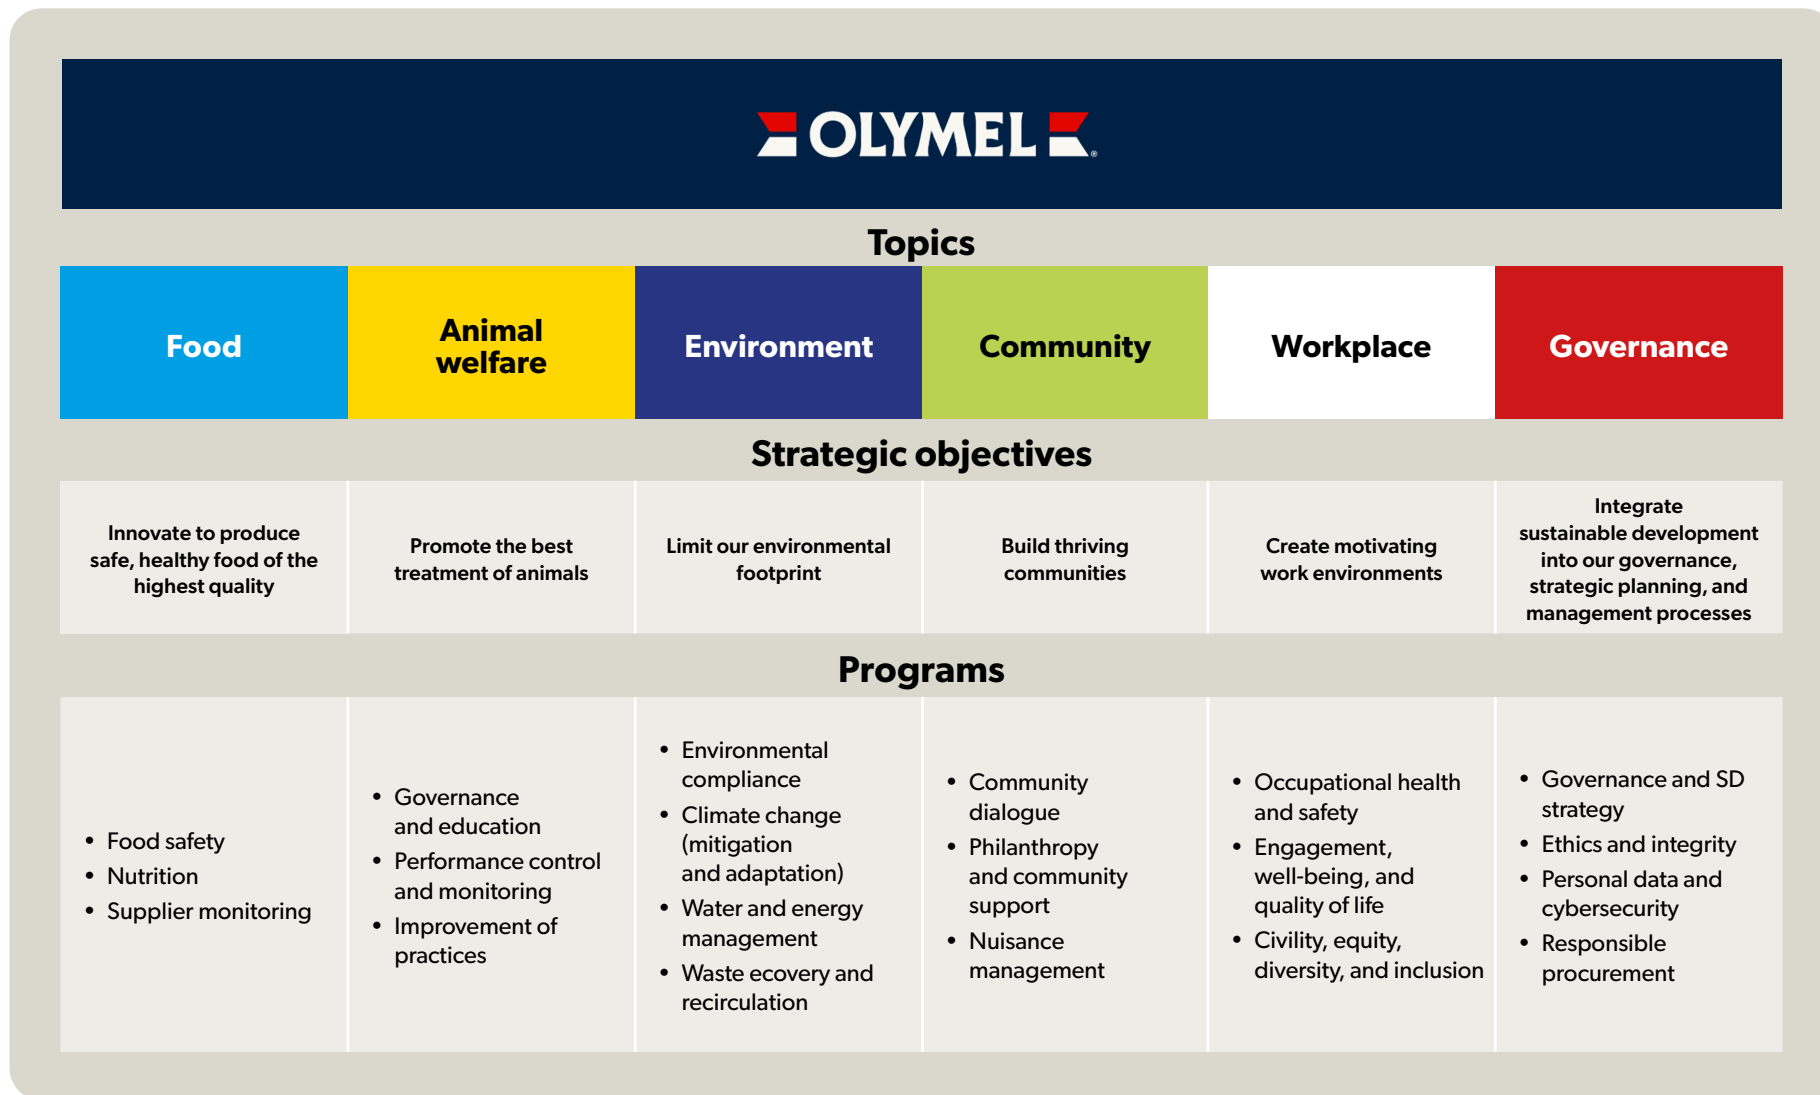 OLYMEL
Topics
Food
Animal
welfare
Environment
Community
Workplace
Governance
Strategic objectives
Innovate to produce
safe, healthy food of the
highest quality
Promote the best
treatment of animals
Limit our environmental
footprint
Build thriving
communities
Create motivating
work environments
Integrate
sustainable development
into our governance,
strategic planning, and
management processes
Programs
• Food safety
• Nutrition
• Supplier monitoring
• Governance
and education
• Performance control
and monitoring
• Improvement of
practices
• Environmental
compliance
• Climate change
(mitigation
and adaptation)
• Water and energy
management
• Waste ecovery and
recirculation
• Community
dialogue
• Philanthropy
and community
support
• Nuisance
management
• Occupational health
and safety
• Engagement,
well-being, and
quality of life
• Civility, equity,
diversity, and inclusion
• Governance and SD
strategy
• Ethics and integrity
• Personal data and
cybersecurity
• Responsible
procurement